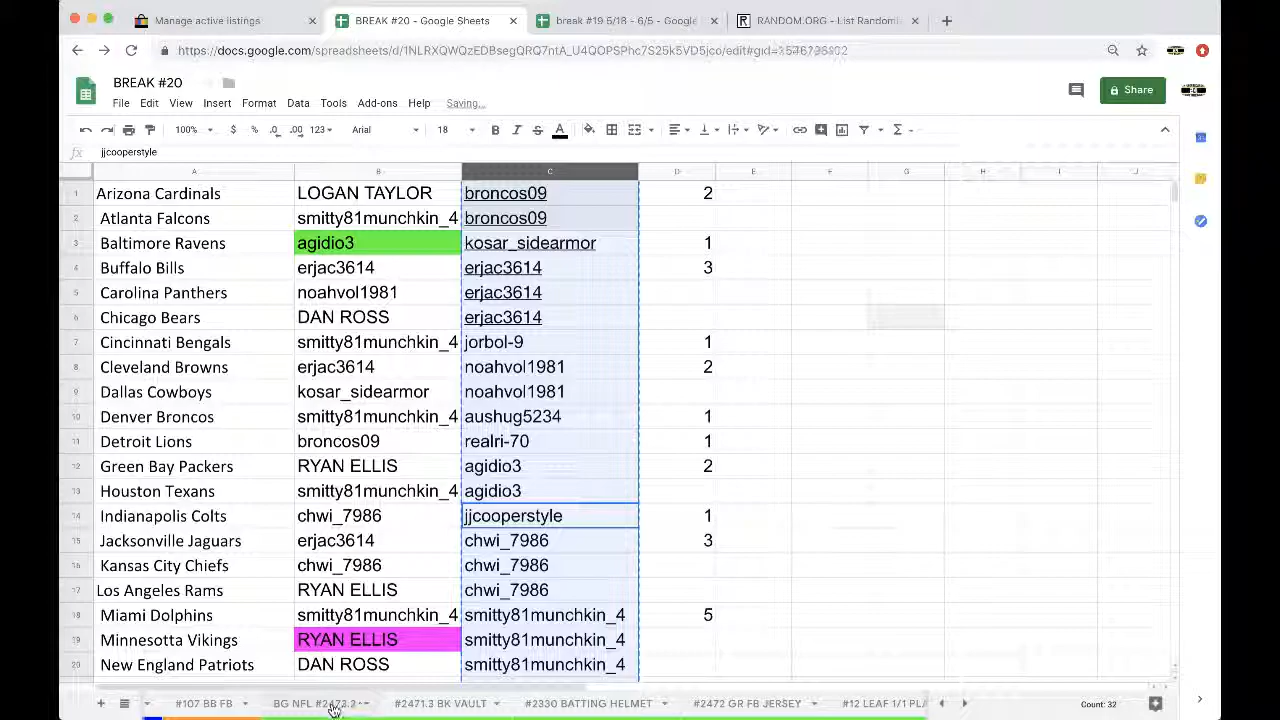 Manage active listings × BREAK #20 - Google Sheets × break #19 5/18 - 6/5 - Google × RANDOM.ORG - List Randomi × +
BREAK #20
File Edit View Insert Format Data Tools Add-ons Help Saving...
Share
100% $ % .0 .00 123 Arial 18 B I S A
fx jjcooperstyle
A B C D E F G H I J
1 Arizona Cardinals LOGAN TAYLOR broncos09 2
2 Atlanta Falcons smitty81munchkin_4 broncos09
3 Baltimore Ravens agidio3 kosar_sidearmor 1
4 Buffalo Bills erjac3614 erjac3614 3
5 Carolina Panthers noahvol1981 erjac3614
6 Chicago Bears DAN ROSS erjac3614
7 Cincinnati Bengals smitty81munchkin_4 jorbol-9 1
8 Cleveland Browns erjac3614 noahvol1981 2
9 Dallas Cowboys kosar_sidearmor noahvol1981
10 Denver Broncos smitty81munchkin_4 aushug5234 1
11 Detroit Lions broncos09 realri-70 1
12 Green Bay Packers RYAN ELLIS agidio3 2
13 Houston Texans smitty81munchkin_4 agidio3
14 Indianapolis Colts chwi_7986 jjcooperstyle 1
15 Jacksonville Jaguars erjac3614 chwi_7986 3
16 Kansas City Chiefs chwi_7986 chwi_7986
17 Los Angeles Rams RYAN ELLIS chwi_7986
18 Miami Dolphins smitty81munchkin_4 smitty81munchkin_4 5
19 Minnesotta Vikings RYAN ELLIS smitty81munchkin_4
20 New England Patriots DAN ROSS smitty81munchkin_4
#107 BB FB BG NFL #2471.3 BK VAULT #2330 BATTING HELMET #2472 GR FB JERSEY #12 LEAF 1/1 PLA Count: 32